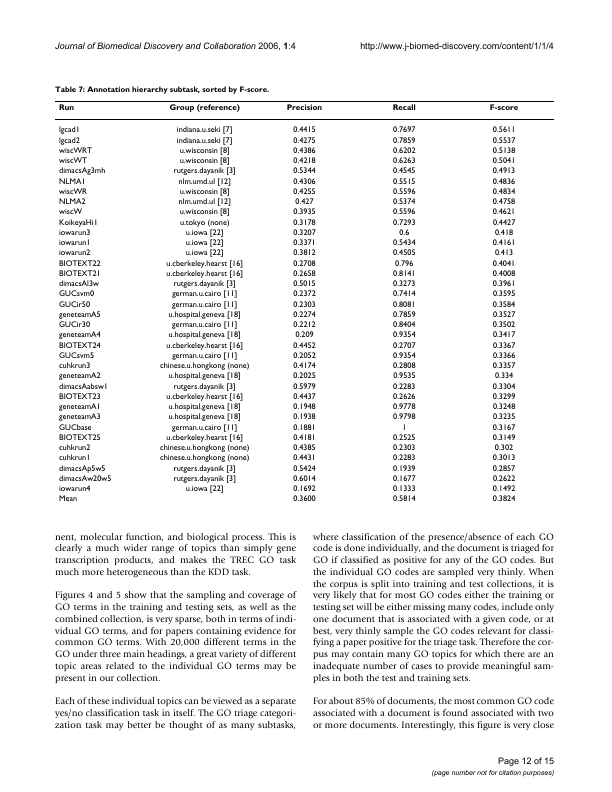 Journal of Biomedical Discovery and Collaboration 2006, 1:4 http://www.j-biomed-discovery.com/content/1/1/4
Table 7: Annotation hierarchy subtask, sorted by F-score.
Run Group (reference) Precision Recall F-score
lgcad1 indiana.u.seki [7] 0.4415 0.7697 0.5611
lgcad2 indiana.u.seki [7] 0.4275 0.7859 0.5537
wiscWRT u.wisconsin [8] 0.4386 0.6202 0.5138
wiscWT u.wisconsin [8] 0.4218 0.6263 0.5041
dimacsAg3mh rutgers.dayanik [3] 0.5344 0.4545 0.4913
NLMA1 nlm.umd.ul [12] 0.4306 0.5515 0.4836
wiscWR u.wisconsin [8] 0.4255 0.5596 0.4834
NLMA2 nlm.umd.ul [12] 0.427 0.5374 0.4758
wiscW u.wisconsin [8] 0.3935 0.5596 0.4621
KoikeyaHi1 u.tokyo (none) 0.3178 0.7293 0.4427
iowarun3 u.iowa [22] 0.3207 0.6 0.418
iowarun1 u.iowa [22] 0.3371 0.5434 0.4161
iowarun2 u.iowa [22] 0.3812 0.4505 0.413
BIOTEXT22 u.cberkeley.hearst [16] 0.2708 0.796 0.4041
BIOTEXT21 u.cberkeley.hearst [16] 0.2658 0.8141 0.4008
dimacsAl3w rutgers.dayanik [3] 0.5015 0.3273 0.3961
GUCsvm0 german.u.cairo [11] 0.2372 0.7414 0.3595
GUCir50 german.u.cairo [11] 0.2303 0.8081 0.3584
geneteamA5 u.hospital.geneva [18] 0.2274 0.7859 0.3527
GUCir30 german.u.cairo [11] 0.2212 0.8404 0.3502
geneteamA4 u.hospital.geneva [18] 0.209 0.9354 0.3417
BIOTEXT24 u.cberkeley.hearst [16] 0.4452 0.2707 0.3367
GUCsvm5 german.u.cairo [11] 0.2052 0.9354 0.3366
cuhkrun3 chinese.u.hongkong (none) 0.4174 0.2808 0.3357
geneteamA2 u.hospital.geneva [18] 0.2025 0.9535 0.334
dimacsAabsw1 rutgers.dayanik [3] 0.5979 0.2283 0.3304
BIOTEXT23 u.cberkeley.hearst [16] 0.4437 0.2626 0.3299
geneteamA1 u.hospital.geneva [18] 0.1948 0.9778 0.3248
geneteamA3 u.hospital.geneva [18] 0.1938 0.9798 0.3235
GUCbase german.u.cairo [11] 0.1881 1 0.3167
BIOTEXT25 u.cberkeley.hearst [16] 0.4181 0.2525 0.3149
cuhkrun2 chinese.u.hongkong (none) 0.4385 0.2303 0.302
cuhkrun1 chinese.u.hongkong (none) 0.4431 0.2283 0.3013
dimacsAp5w5 rutgers.dayanik [3] 0.5424 0.1939 0.2857
dimacsAw20w5 rutgers.dayanik [3] 0.6014 0.1677 0.2622
iowarun4 u.iowa [22] 0.1692 0.1333 0.1492
Mean 0.3600 0.5814 0.3824
nent, molecular function, and biological process. This is
clearly a much wider range of topics than simply gene
transcription products, and makes the TREC GO task
much more heterogeneous than the KDD task.
Figures 4 and 5 show that the sampling and coverage of
GO terms in the training and testing sets, as well as the
combined collection, is very sparse, both in terms of indi-
vidual GO terms, and for papers containing evidence for
common GO terms. With 20,000 different terms in the
GO under three main headings, a great variety of different
topic areas related to the individual GO terms may be
present in our collection.
Each of these individual topics can be viewed as a separate
yes/no classification task in itself. The GO triage categori-
zation task may better be thought of as many subtasks,
where classification of the presence/absence of each GO
code is done individually, and the document is triaged for
GO if classified as positive for any of the GO codes. But
the individual GO codes are sampled very thinly. When
the corpus is split into training and test collections, it is
very likely that for most GO codes either the training or
testing set will be either missing many codes, include only
one document that is associated with a given code, or at
best, very thinly sample the GO codes relevant for classi-
fying a paper positive for the triage task. Therefore the cor-
pus may contain many GO topics for which there are an
inadequate number of cases to provide meaningful sam-
ples in both the test and training sets.
For about 85% of documents, the most common GO code
associated with a document is found associated with two
or more documents. Interestingly, this figure is very close
Page 12 of 15
(page number not for citation purposes)